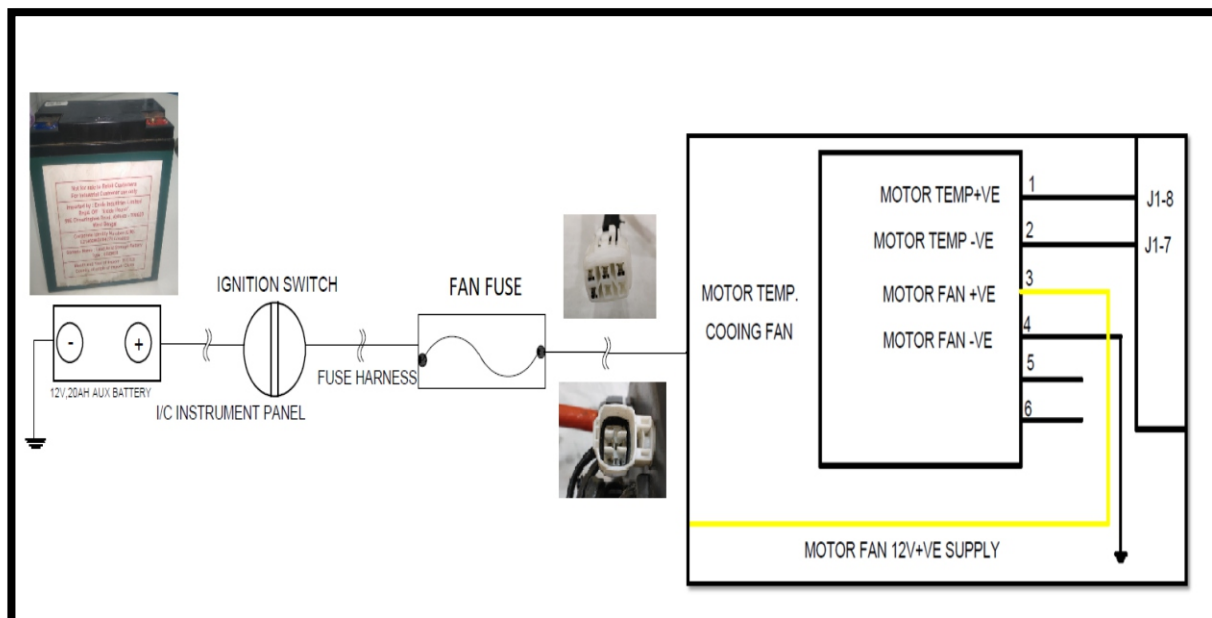 IGNITION SWITCH
FAN FUSE
FUSE HARNESS
12V,20AH AUX BATTERY
I/C INSTRUMENT PANEL
-
+
MOTOR TEMP.
COOING FAN
MOTOR TEMP+VE
MOTOR TEMP -VE
MOTOR FAN +VE
MOTOR FAN -VE
1
2
3
4
5
6
J1-8
J1-7
MOTOR FAN 12V+VE SUPPLY